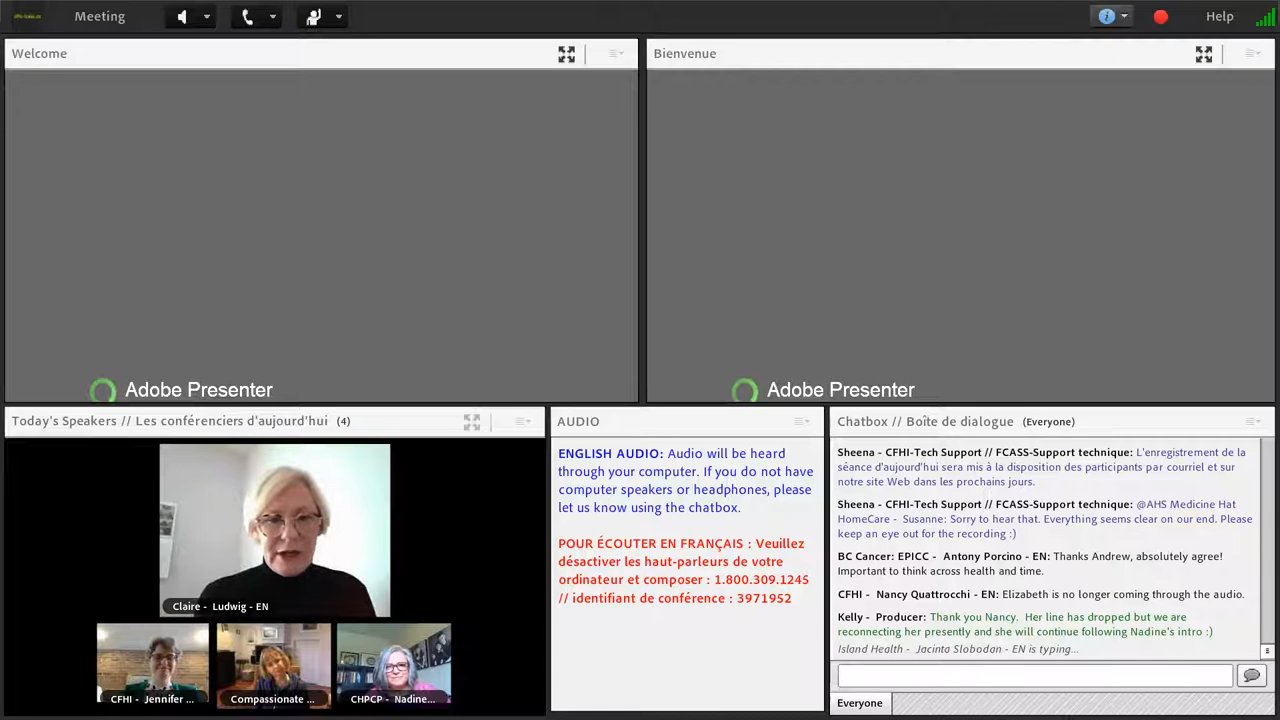 Meeting
Help
Welcome
Bienvenue
Adobe Presenter
Adobe Presenter
Today's Speakers // Les conférenciers d'aujourd'hui (4)
Claire - Ludwig - EN
CFHI - Jennifer ...
Compassionate ...
CHPCP - Nadine...
AUDIO
ENGLISH AUDIO: Audio will be heard
through your computer. If you do not have
computer speakers or headphones, please
let us know using the chatbox.
POUR ÉCOUTER EN FRANÇAIS : Veuillez
désactiver les haut-parleurs de votre
ordinateur et composer : 1.800.309.1245
// identifiant de conférence : 3971952
Chatbox // Boîte de dialogue (Everyone)
Sheena - CFHI-Tech Support // FCASS-Support technique: L'enregistrement de la
séance d'aujourd'hui sera mis à la disposition des participants par courriel et sur
notre site Web dans les prochains jours.
Sheena - CFHI-Tech Support // FCASS-Support technique: @AHS Medicine Hat
HomeCare - Susanne: Sorry to hear that. Everything seems clear on our end. Please
keep an eye out for the recording :)
BC Cancer: EPICC - Antony Porcino - EN: Thanks Andrew, absolutely agree!
Important to think across health and time.
CFHI - Nancy Quattrocchi - EN: Elizabeth is no longer coming through the audio.
Kelly - Producer: Thank you Nancy. Her line has dropped but we are
reconnecting her presently and she will continue following Nadine's intro :)
Island Health - Jacinta Slobodan - EN is typing...
Everyone